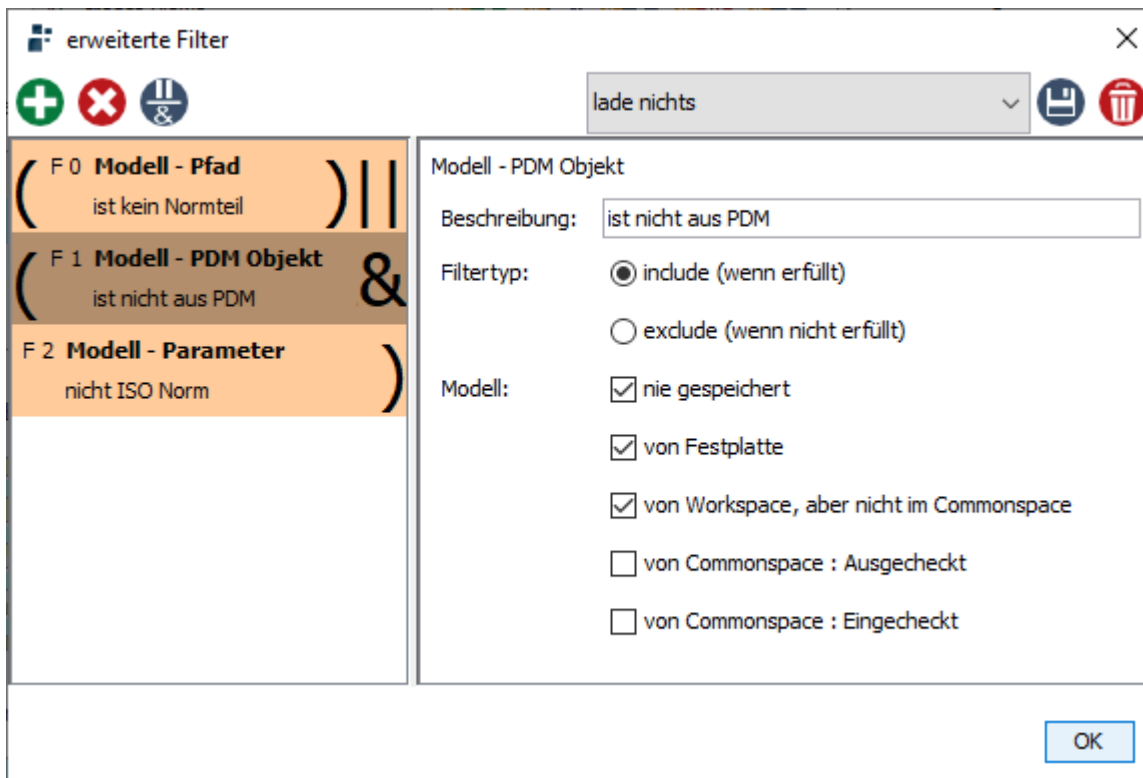 erweiterte Filter
||
&
lade nichts
( F 0 Modell - Pfad ) ||
ist kein Normteil
( F 1 Modell - PDM Objekt &
ist nicht aus PDM
F 2 Modell - Parameter )
nicht ISO Norm
Modell - PDM Objekt
Beschreibung: ist nicht aus PDM
Filtertyp: include (wenn erfüllt)
exclude (wenn nicht erfüllt)
Modell: nie gespeichert
von Festplatte
von Workspace, aber nicht im Commonspace
von Commonspace : Ausgecheckt
von Commonspace : Eingecheckt
OK